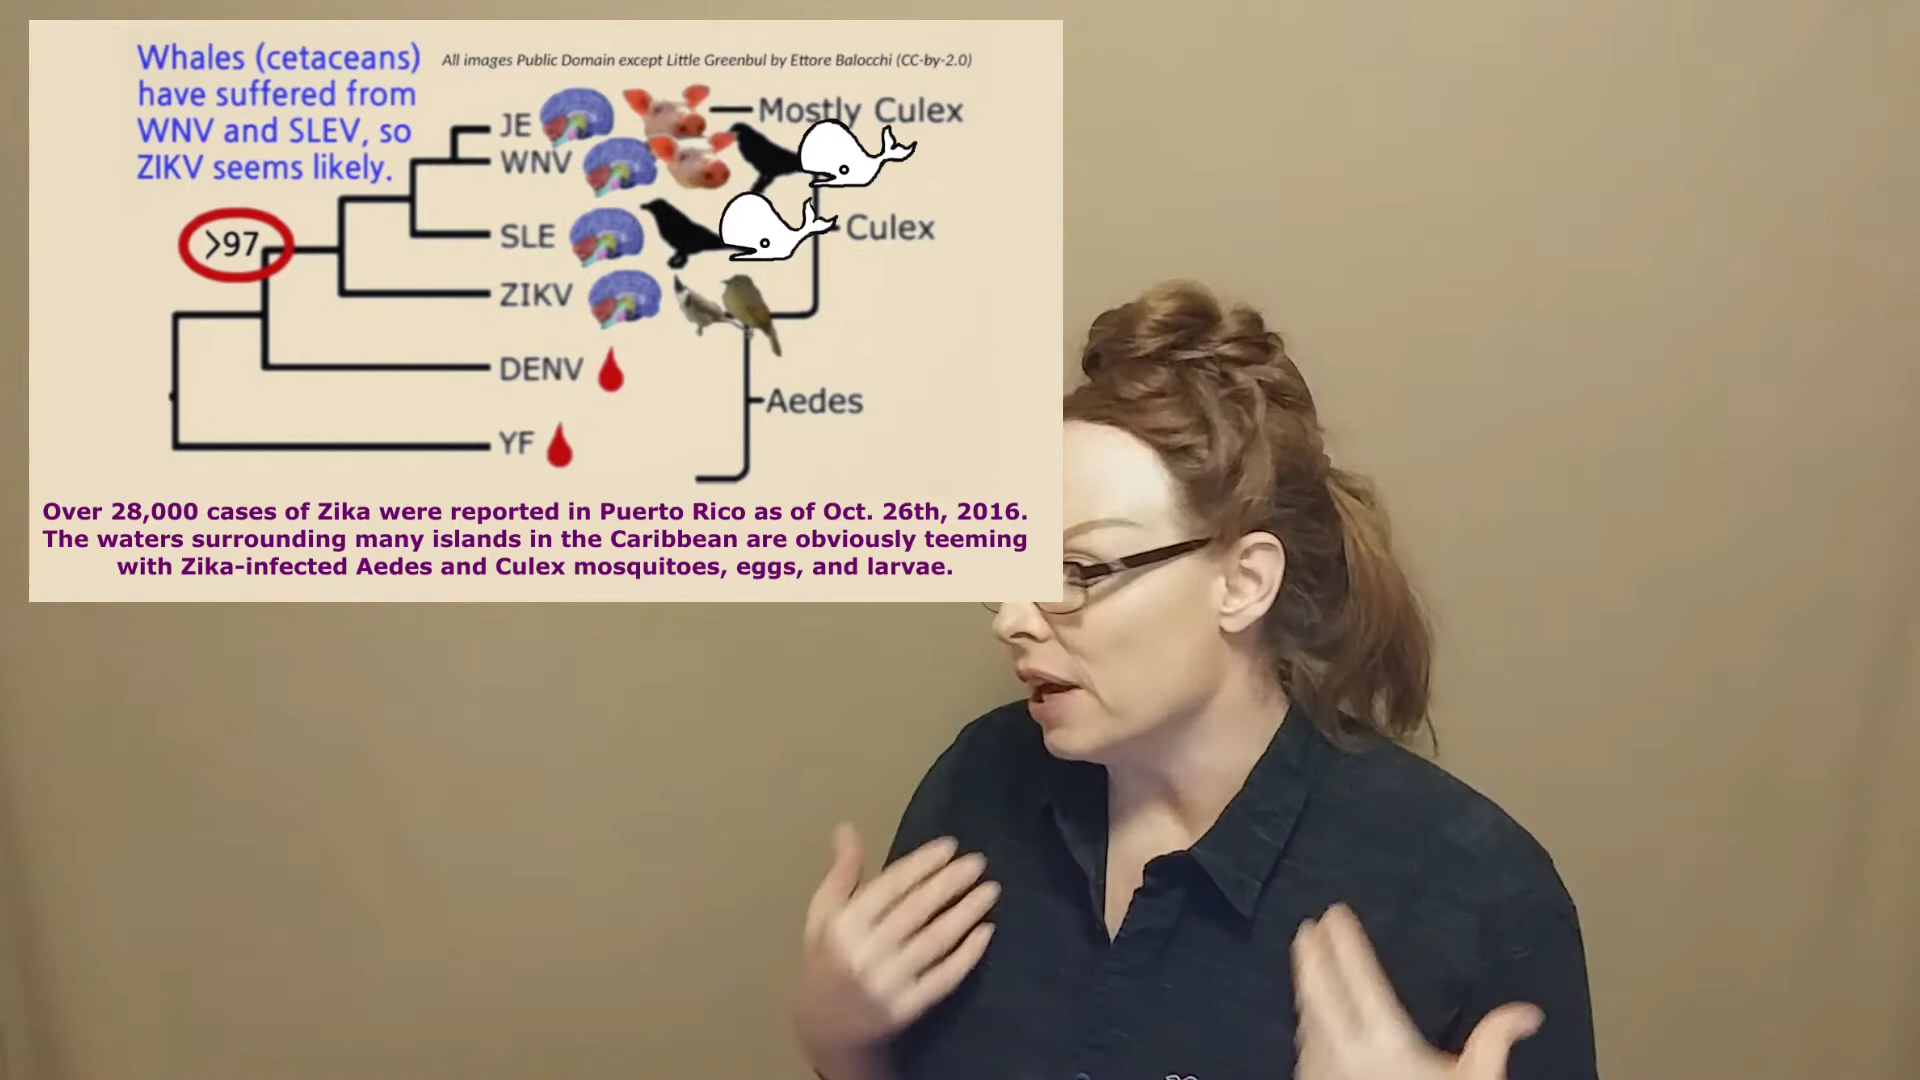 Whales (cetaceans)
have suffered from
WNV and SLEV, so
ZIKV seems likely.
All images Public Domain except Little Greenbul by Ettore Balocchi (CC-by-2.0)
JE
Mostly Culex
WNV
SLE
Culex
>97
ZIKV
DENV
Aedes
YF
Over 28,000 cases of Zika were reported in Puerto Rico as of Oct. 26th, 2016.
The waters surrounding many islands in the Caribbean are obviously teeming
with Zika-infected Aedes and Culex mosquitoes, eggs, and larvae.